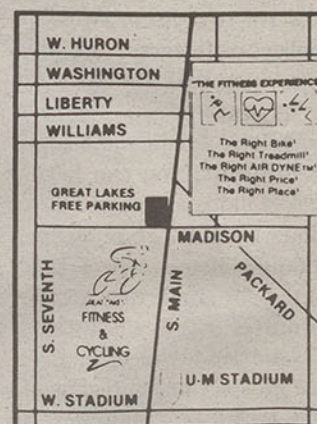 W. HURON
WASHINGTON
LIBERTY
WILLIAMS
"THE FITNESS EXPERIENCE
The Right Bike'
The Right Treadmill'
The Right AIR DYNE™'
The Right Price'
The Right Place'
GREAT LAKES
FREE PARKING
MADISON
PACKARD
S. SEVENTH
S. MAIN
FITNESS
&
CYCLING
U-M STADIUM
W. STADIUM